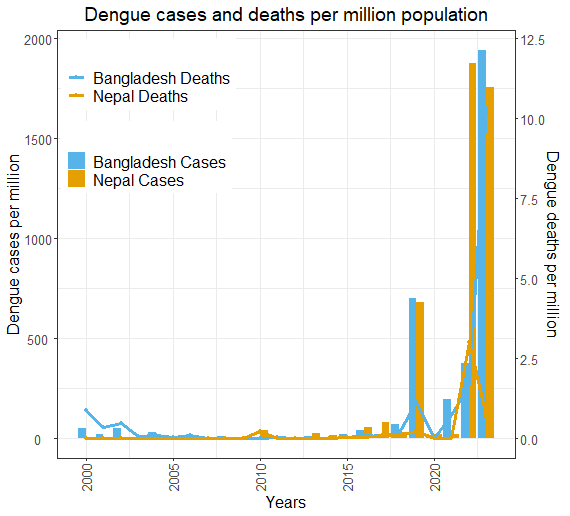 Dengue cases and deaths per million population
2000
1500
1000
500
0
Dengue cases per million
Bangladesh Deaths
Nepal Deaths
Bangladesh Cases
Nepal Cases
12.5
10.0
7.5
5.0
2.5
0.0
Dengue deaths per million
2000
2005
2010
2015
2020
Years